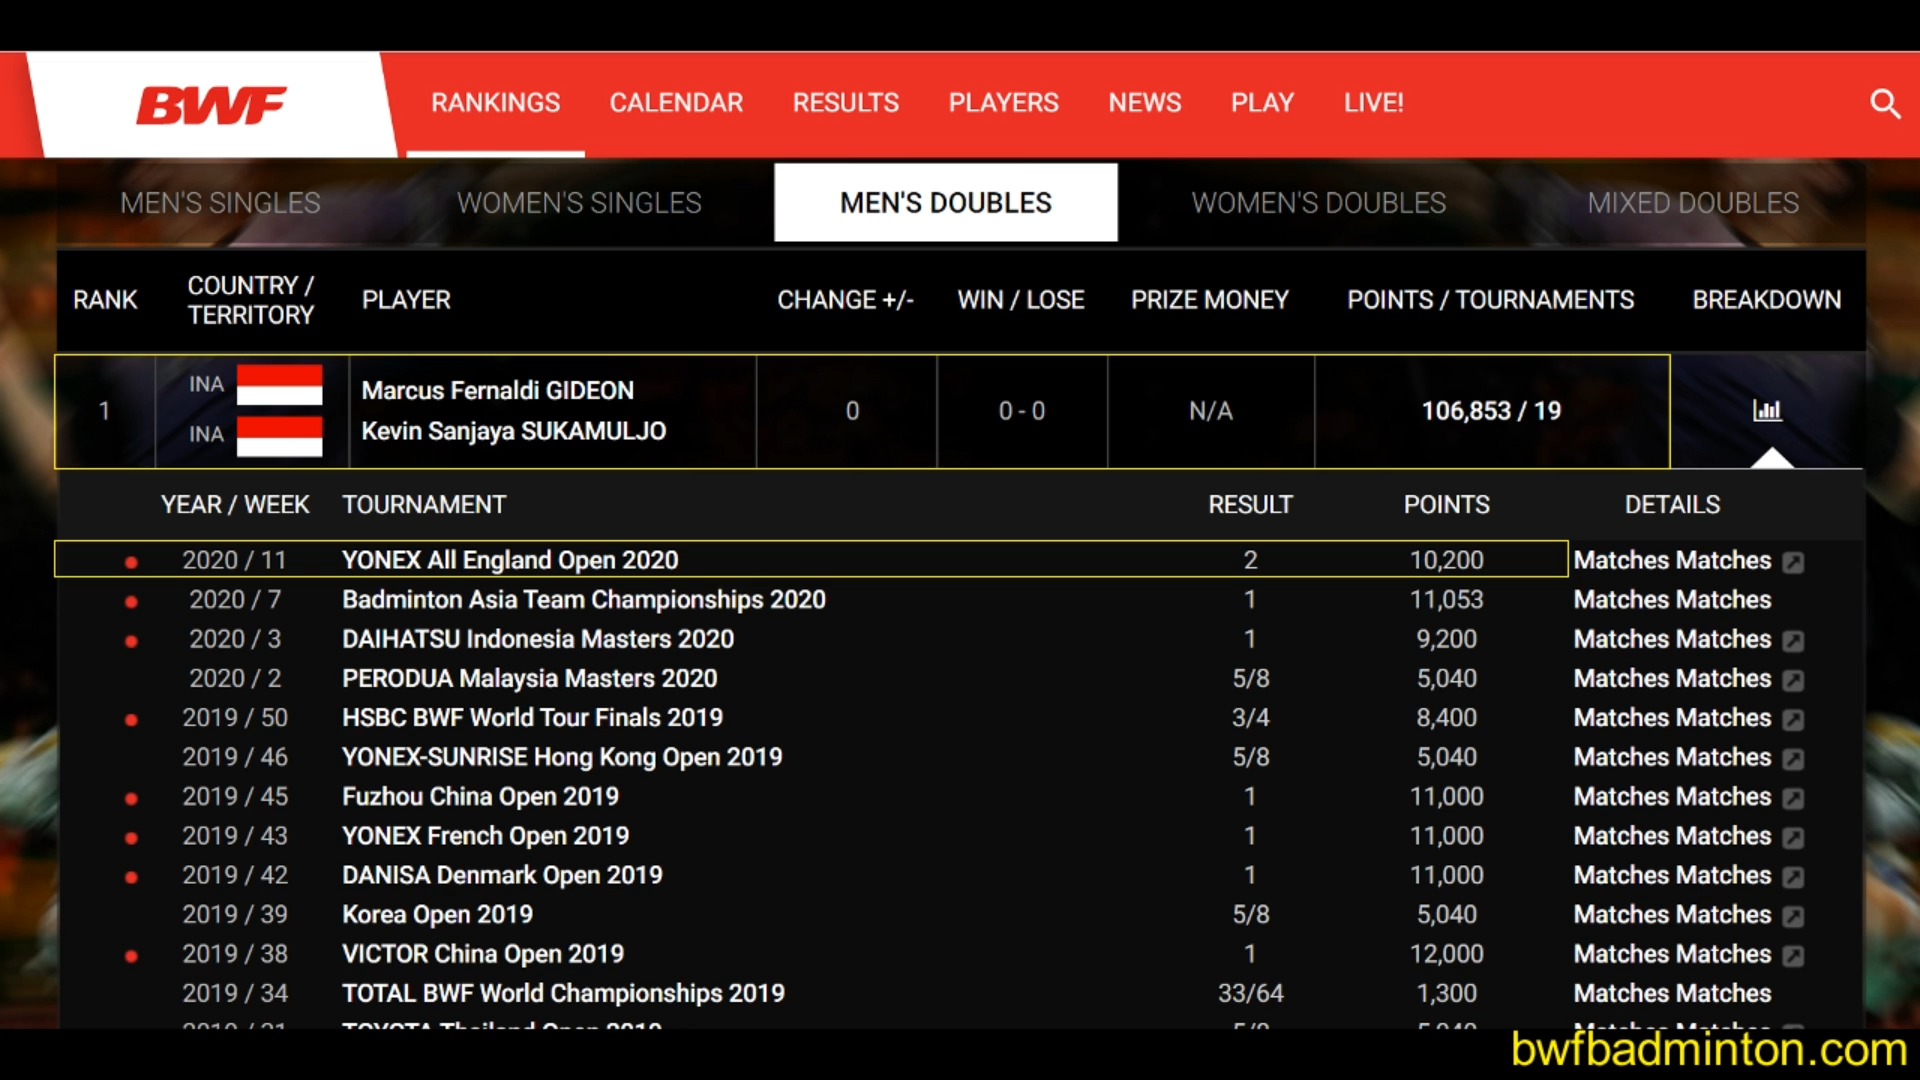 BWF RANKINGS CALENDAR RESULTS PLAYERS NEWS PLAY LIVE!
MEN'S SINGLES WOMEN'S SINGLES MEN'S DOUBLES WOMEN'S DOUBLES MIXED DOUBLES
RANK COUNTRY / TERRITORY PLAYER CHANGE +/- WIN / LOSE PRIZE MONEY POINTS / TOURNAMENTS BREAKDOWN
INA Marcus Fernaldi GIDEON
1 0 0 - 0 N/A 106,853 / 19
INA Kevin Sanjaya SUKAMULJO
YEAR / WEEK TOURNAMENT RESULT POINTS DETAILS
2020 / 11 YONEX All England Open 2020 2 10,200 Matches Matches
2020 / 7 Badminton Asia Team Championships 2020 1 11,053 Matches Matches
2020 / 3 DAIHATSU Indonesia Masters 2020 1 9,200 Matches Matches
2020 / 2 PERODUA Malaysia Masters 2020 5/8 5,040 Matches Matches
2019 / 50 HSBC BWF World Tour Finals 2019 3/4 8,400 Matches Matches
2019 / 46 YONEX-SUNRISE Hong Kong Open 2019 5/8 5,040 Matches Matches
2019 / 45 Fuzhou China Open 2019 1 11,000 Matches Matches
2019 / 43 YONEX French Open 2019 1 11,000 Matches Matches
2019 / 42 DANISA Denmark Open 2019 1 11,000 Matches Matches
2019 / 39 Korea Open 2019 5/8 5,040 Matches Matches
2019 / 38 VICTOR China Open 2019 1 12,000 Matches Matches
2019 / 34 TOTAL BWF World Championships 2019 33/64 1,300 Matches Matches
TOYOTA Thailand Open 2019
bwfbadminton.com